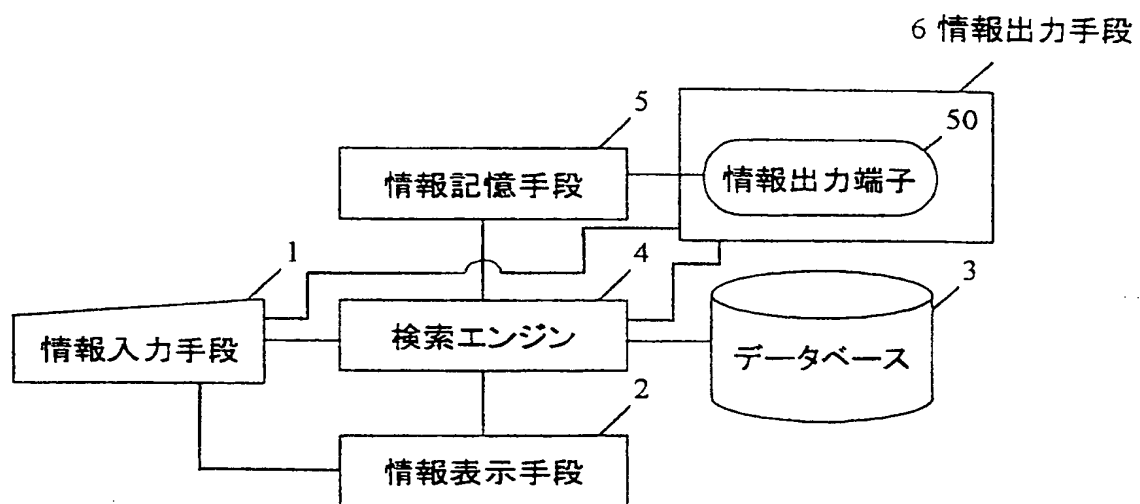 6 情報出力手段
5
50
情報記憶手段
情報出力端子
1
4
3
情報入力手段
検索エンジン
データベース
2
情報表示手段